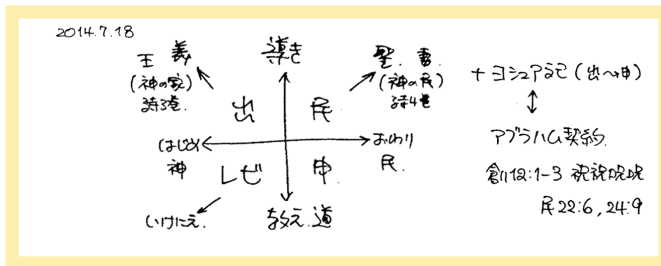 2014.7.18
王 義
(神の家)
詩3巻
導き
聖.書
(神の民)
詩4巻
出 民
はじめ
神
おわり
民
レビ 申
いけにえ.
教え.道
+ヨシュア記(出〜申)
アブラハム契約
創12:1-3 祝祝呪呪
民22:6, 24:9